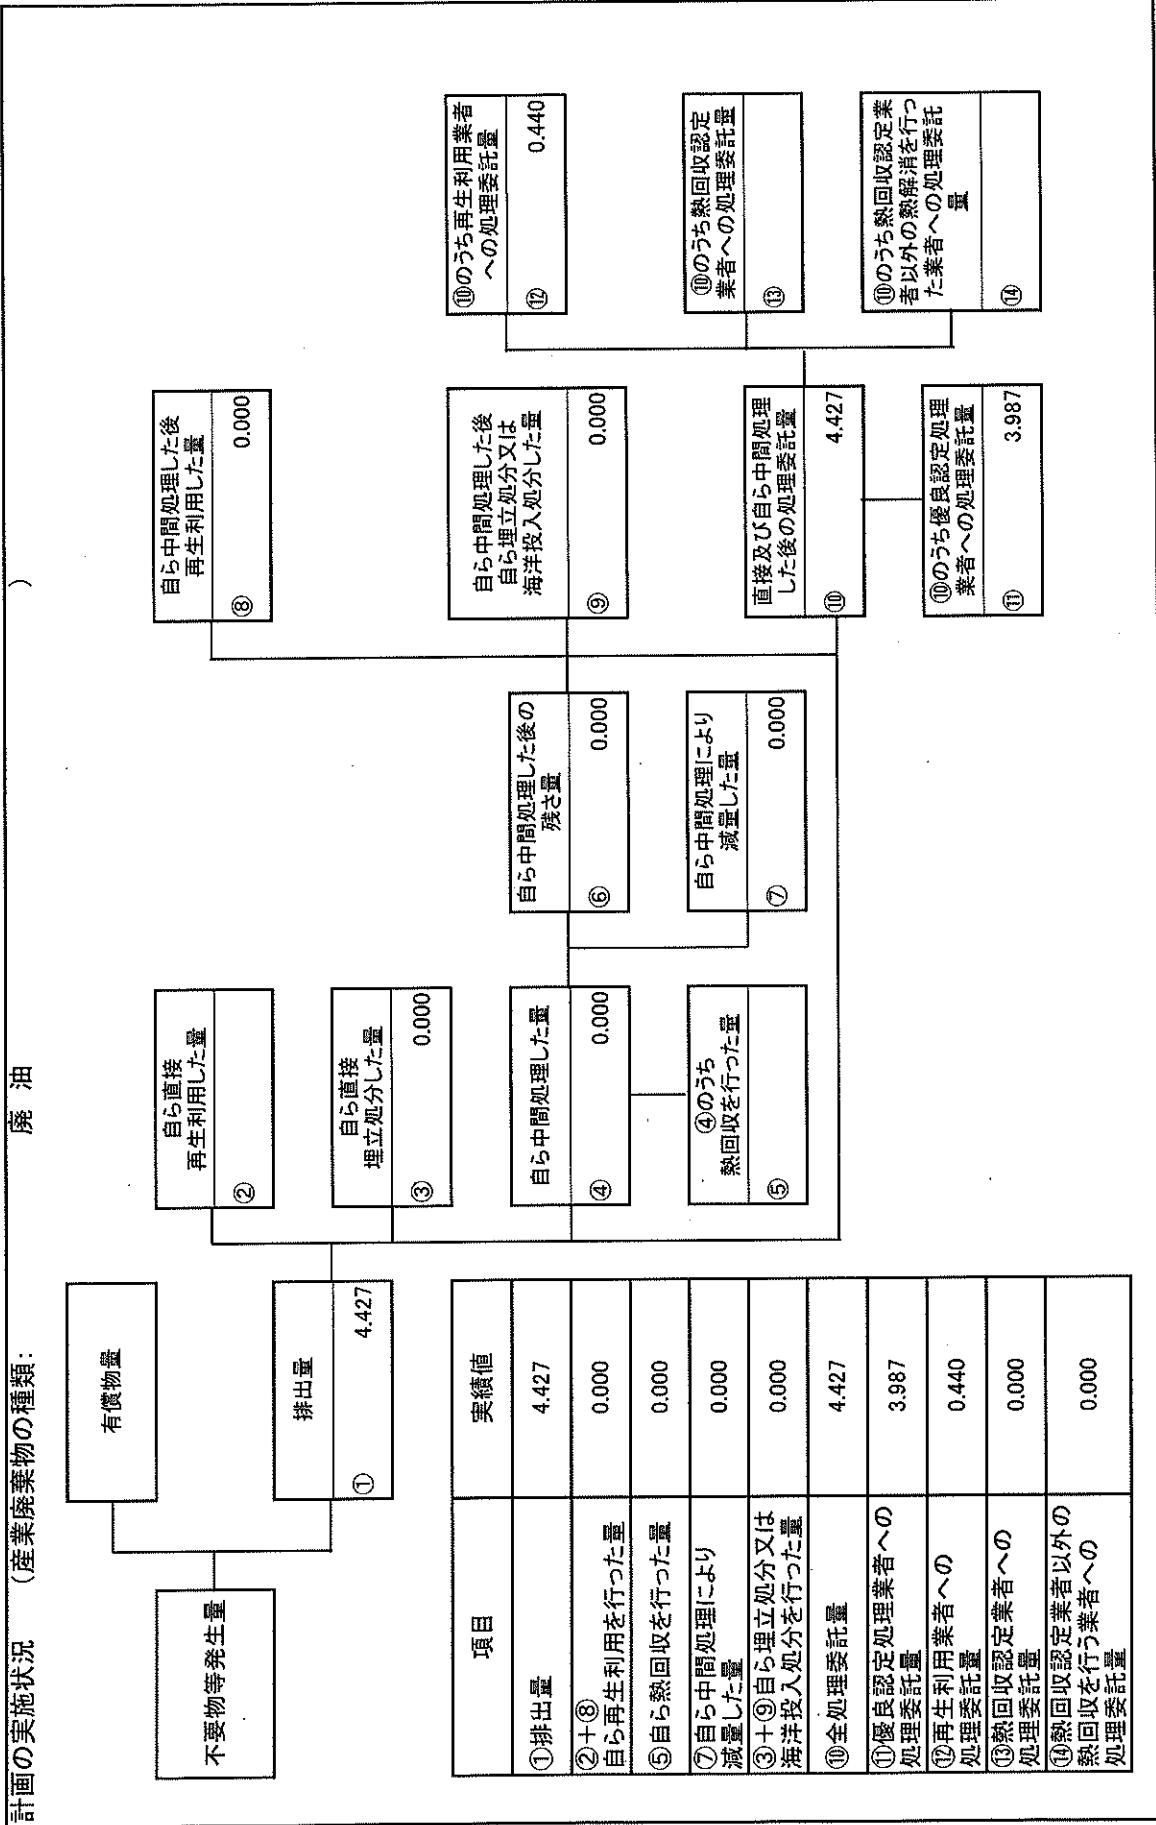 計画の実施状況 （産業廃棄物の種類： 廃 油 ）
不要物等発生量
有償物量
排出量
① 4.427
自ら直接
再生利用した量
②
自ら直接
埋立処分した量
③ 0.000
自ら中間処理した量
④ 0.000
④のうち
熱回収を行った量
⑤
自ら中間処理した後の
残さ量
⑥ 0.000
自ら中間処理により
減量した量
⑦ 0.000
自ら中間処理した後
再生利用した量
⑧ 0.000
自ら中間処理した後
自ら埋立処分又は
海洋投入処分した量
⑨ 0.000
直接及び自ら中間処理
した後の処理委託量
⑩ 4.427
⑩のうち優良認定処理
業者への処理委託量
⑪ 3.987
⑩のうち再生利用業者
への処理委託量
⑫ 0.440
⑩のうち熱回収認定
業者への処理委託量
⑬
⑩のうち熱回収認定業
者以外の熱解消を行っ
た業者への処理委託
量
⑭
項目 実績値
①排出量 4.427
②＋⑧
自ら再生利用を行った量 0.000
⑤自ら熱回収を行った量 0.000
⑦自ら中間処理により
減量した量 0.000
③＋⑨自ら埋立処分又は
海洋投入処分を行った量 0.000
⑩全処理委託量 4.427
⑪優良認定処理業者への
処理委託量 3.987
⑫再生利用業者への
処理委託量 0.440
⑬熱回収認定業者への
処理委託量 0.000
⑭熱回収認定業者以外の
熱回収を行う業者への
処理委託量 0.000